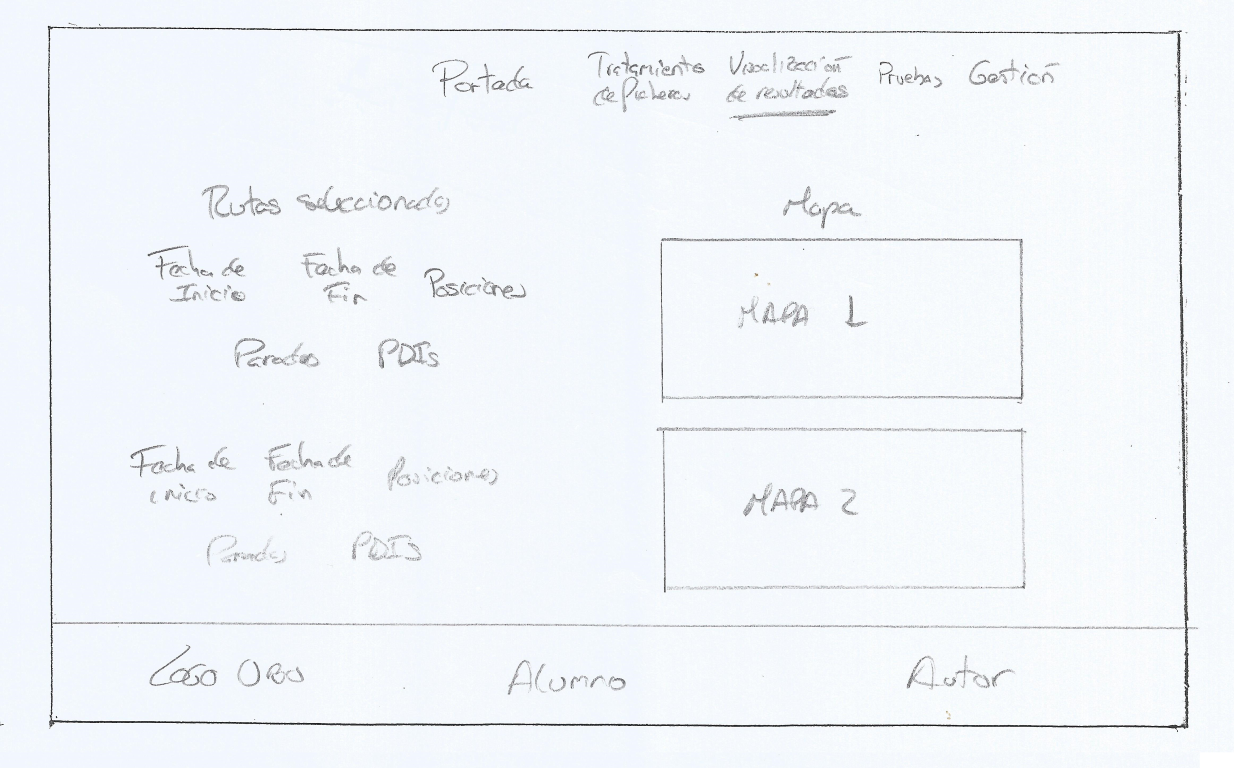 Portada Tratamiento de ficheros Visualización de resultados Pruebas Gestión
Rutas seleccionadas
Mapa
Fecha de Inicio Fecha de Fin Posiciones
Paradas PDIs
MAPA 1
Fecha de inicio Fecha de Fin Posiciones
Paradas PDIs
MAPA 2
Logo UBU Alumno Autor